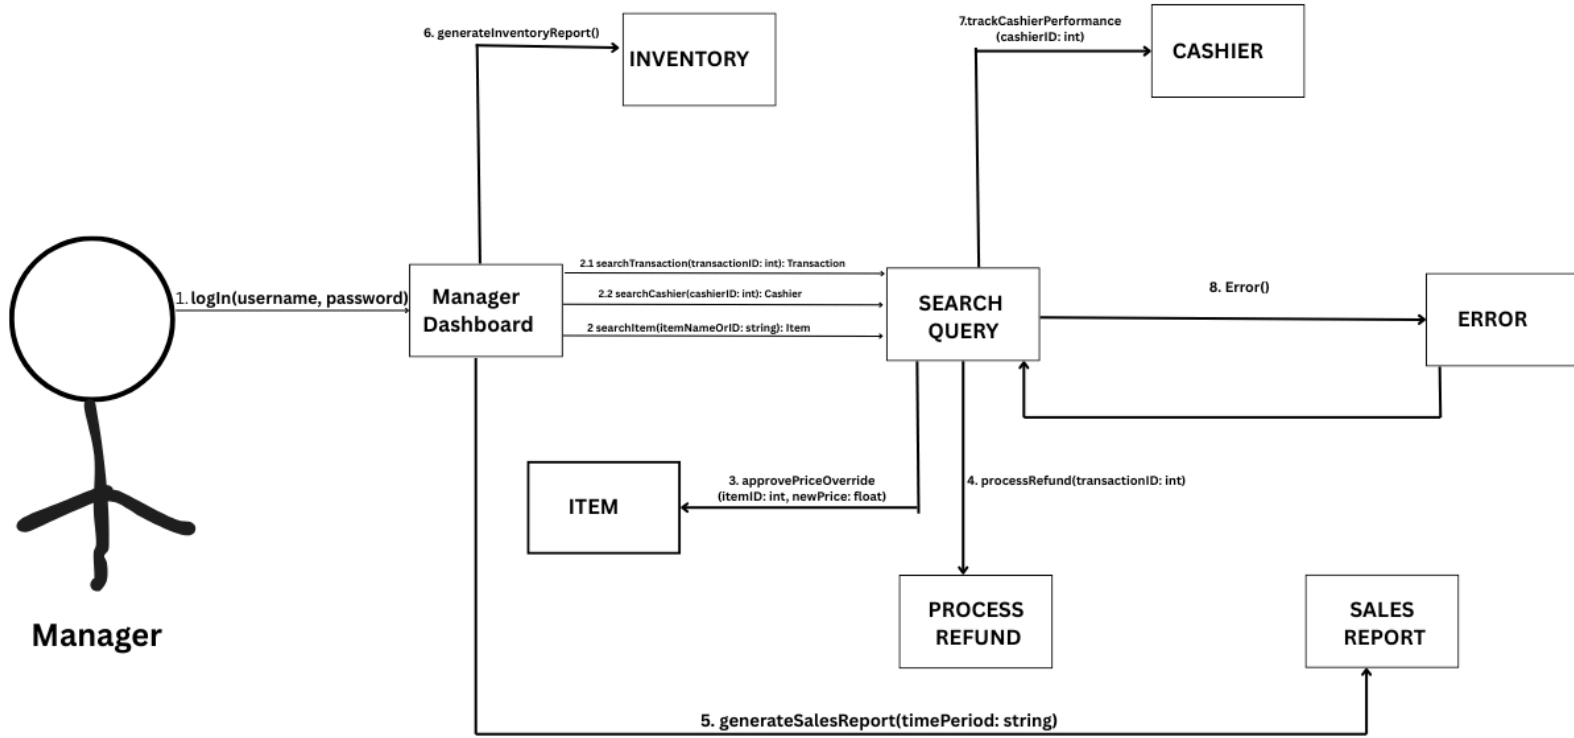 6. generateInventoryReport()
INVENTORY
7.trackCashierPerformance
(cashierID: int)
CASHIER
1. logIn(username, password)
Manager
Dashboard
2.1 searchTransaction(transactionID: int): Transaction
2.2 searchCashier(cashierID: int): Cashier
2 searchItem(itemNameOrID: string): Item
SEARCH
QUERY
8. Error()
ERROR
3. approvePriceOverride
(itemID: int, newPrice: float)
ITEM
4. processRefund(transactionID: int)
PROCESS
REFUND
SALES
REPORT
Manager
5. generateSalesReport(timePeriod: string)